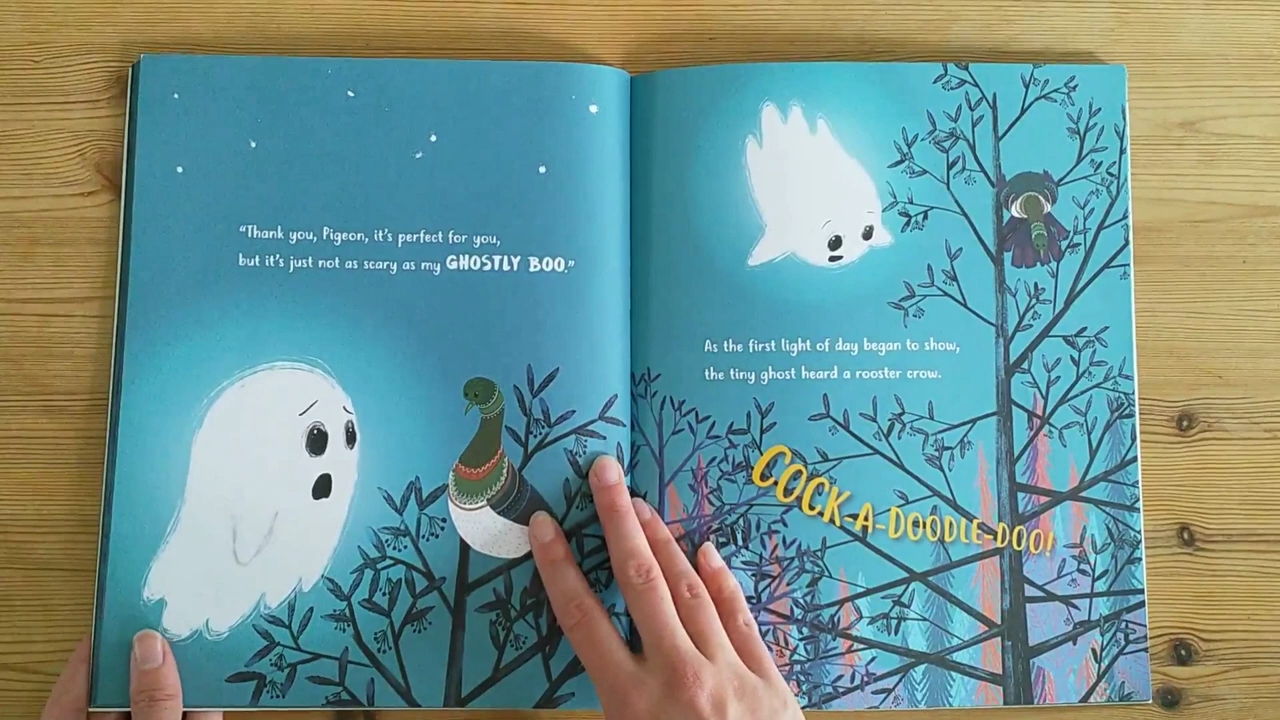 “Thank you, Pigeon, it’s perfect for you,
but it’s just not as scary as my GHOSTLY BOO.”
As the first light of day began to show,
the tiny ghost heard a rooster crow.
COCK-A-DOODLE-DOO!